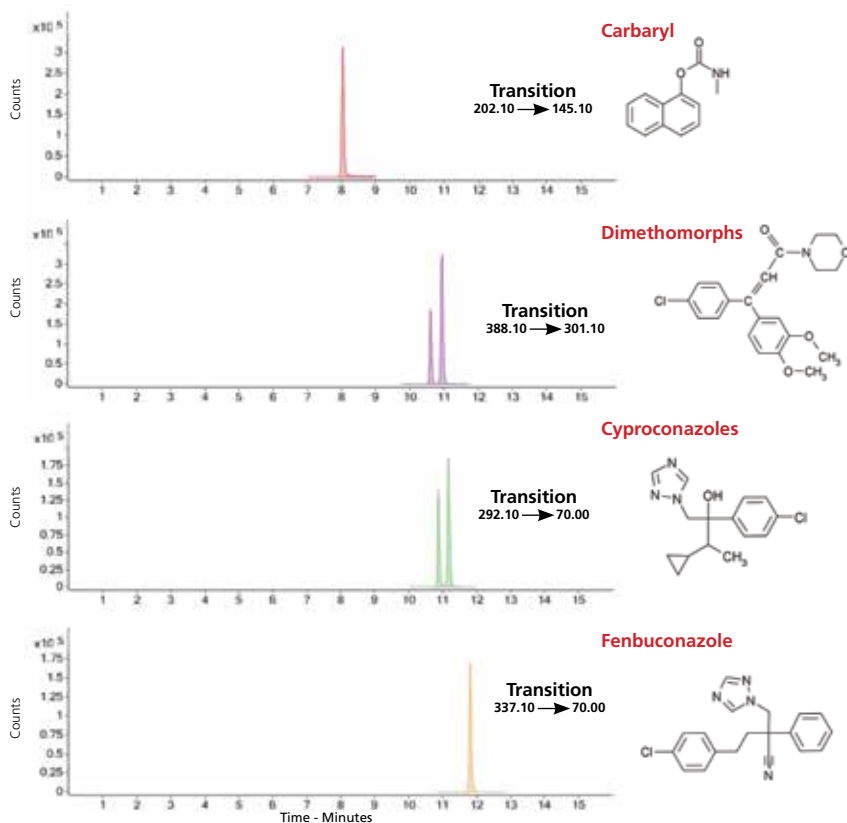 x10 5
Carbaryl
3
2.5
2
1.5
1
0.5
0
Counts
Transition
202.10 → 145.10
O
O
NH
1 2 3 4 5 6 7 8 9 10 11 12 13 14 15
x10 5
Dimethomorphs
3
2.5
2
1.5
1
0.5
0
Counts
Transition
388.10 → 301.10
O
C
N
O
CH
Cl
C
O
CH₃
O
CH₃
1 2 3 4 5 6 7 8 9 10 11 12 13 14 15
x10 5
Cyproconazoles
1.75
1.5
1.25
1
0.75
0.5
0.25
0
Counts
Transition
292.10 → 70.00
N
N
N
OH
Cl
CH₃
1 2 3 4 5 6 7 8 9 10 11 12 13 14 15
x10 5
Fenbuconazole
1.75
1.5
1.25
1
0.75
0.5
0.25
0
Counts
Transition
337.10 → 70.00
N
N
N
Cl
C
N
1 2 3 4 5 6 7 8 9 10 11 12 13 14 15
Time - Minutes